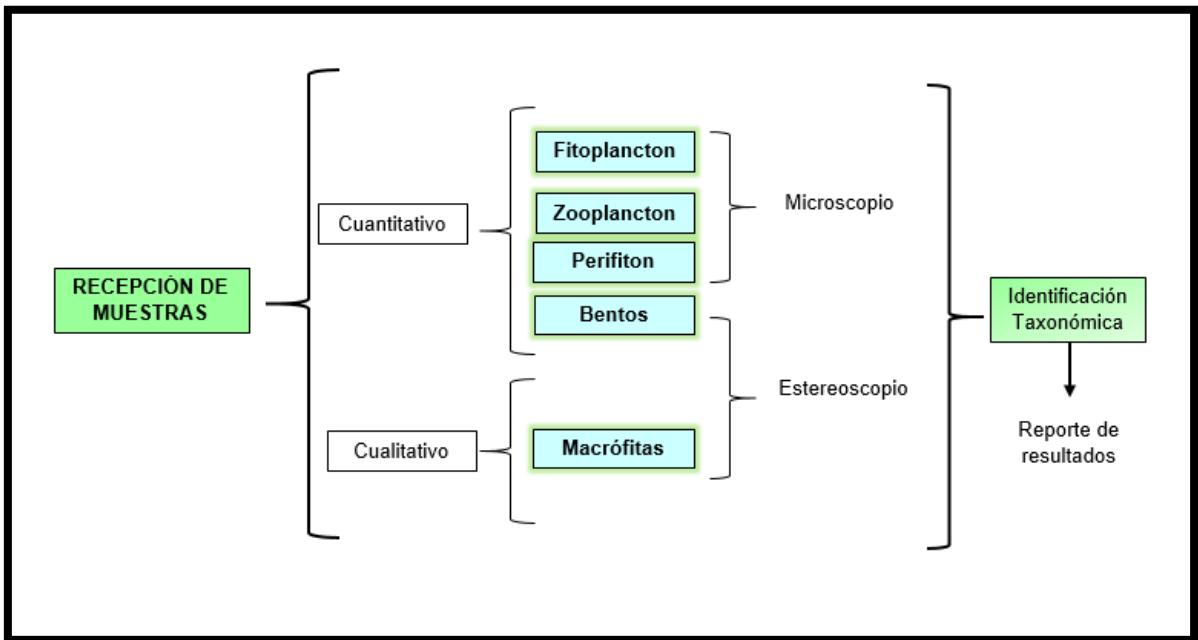 RECEPCIÓN DE
MUESTRAS
Cuantitativo
Fitoplancton
Zooplancton
Perifiton
Bentos
Cualitativo
Macrófitas
Microscopio
Estereoscopio
Identificación
Taxonómica
Reporte de
resultados